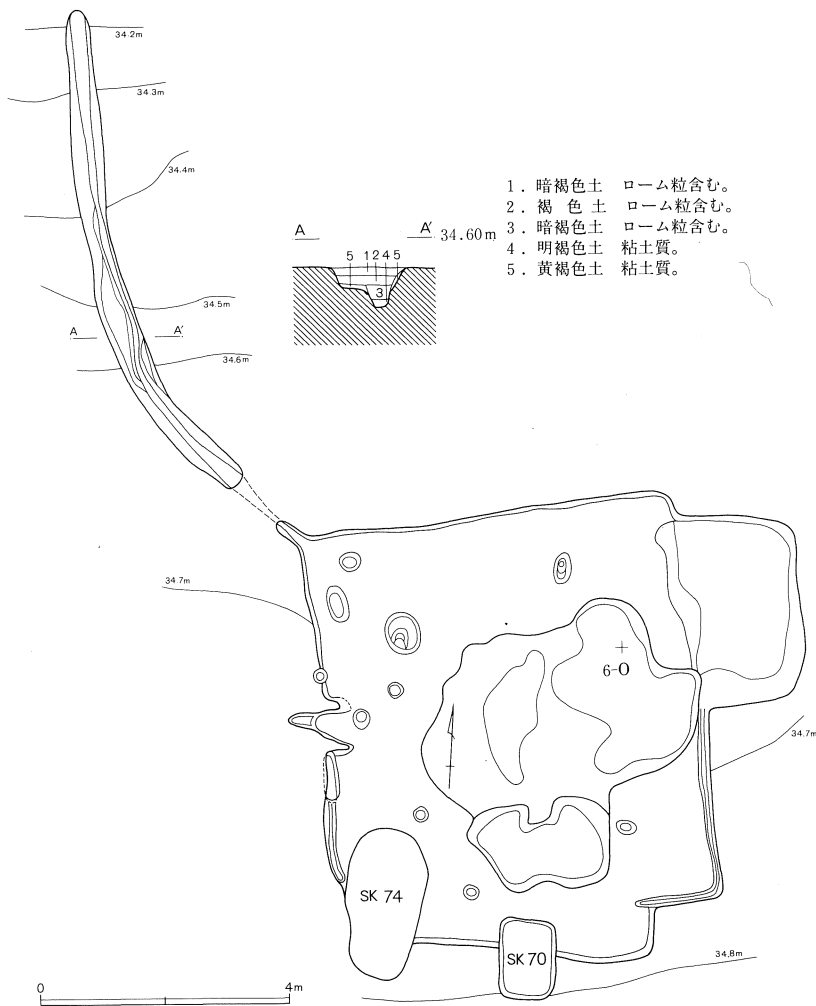 34.2m
34.3m
34.4m
1. 暗褐色土 ローム粒含む。
2. 褐色土 ローム粒含む。
3. 暗褐色土 ローム粒含む。
4. 明褐色土 粘土質。
5. 黄褐色土 粘土質。
A A′ 34.60m
5 1 2 4 5
3
34.5m
A A′
34.6m
34.7m
6-O
34.7m
SK 74
SK 70
34.8m
0 4m